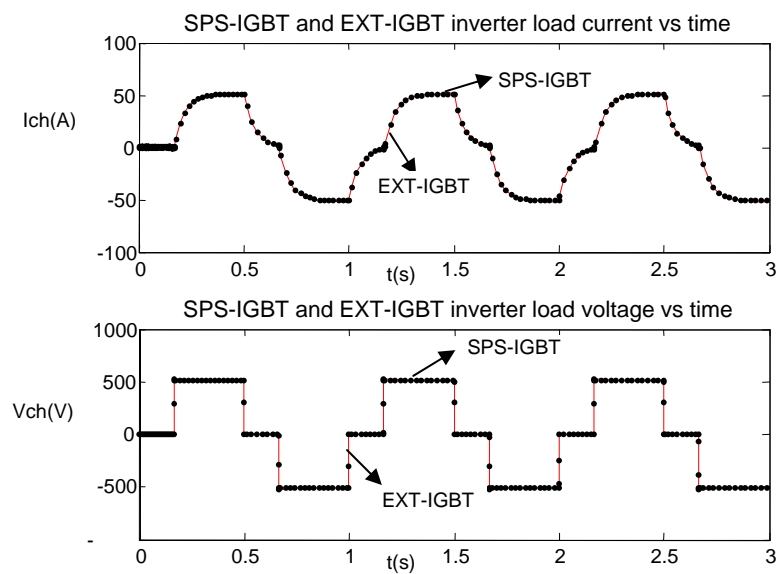 SPS-IGBT and EXT-IGBT inverter load current vs time
100
SPS-IGBT
50
Ich(A)
0
EXT-IGBT
-50
-100
0 0.5 1 1.5 2 2.5 3
t(s)
SPS-IGBT and EXT-IGBT inverter load voltage vs time
1000
SPS-IGBT
500
Vch(V)
0
-500
EXT-IGBT
-
0 0.5 1 1.5 2 2.5 3
t(s)